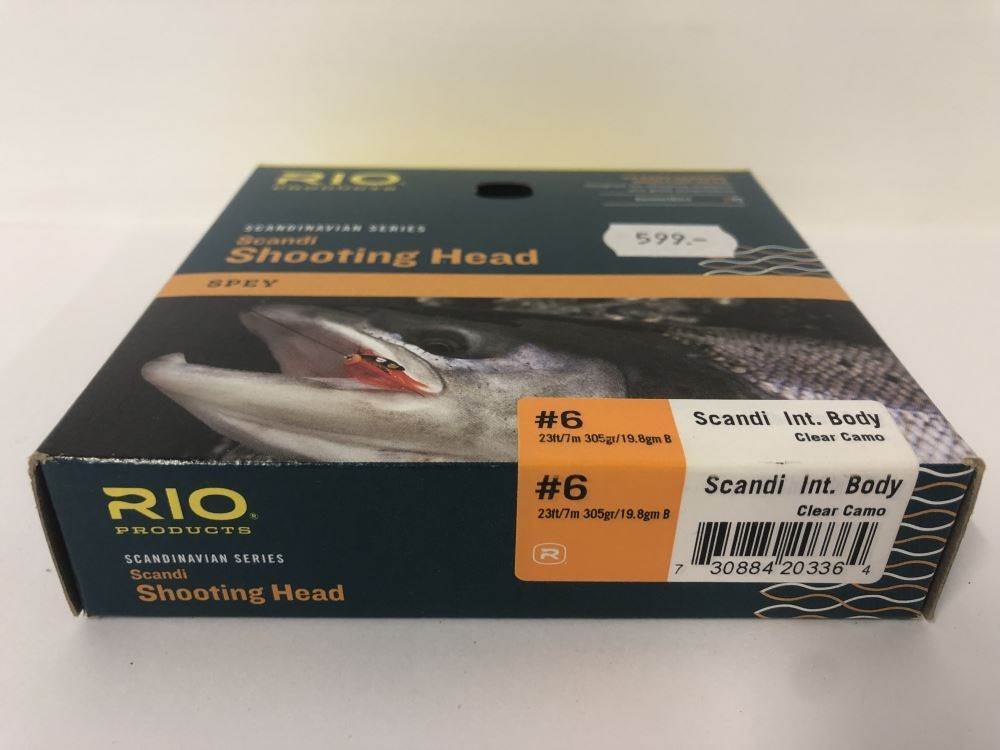 RIO
PRODUCTS
SCANDINAVIAN SERIES
Scandi
Shooting Head
599.-
SPEY
#6
23ft/7m 305gr/19.8gm B
Scandi Int. Body
Clear Camo
#6
23ft/7m 305gr/19.8gm B
Scandi Int. Body
Clear Camo
R
7 30884 20336 4
RIO®
PRODUCTS
SCANDINAVIAN SERIES
Scandi
Shooting Head